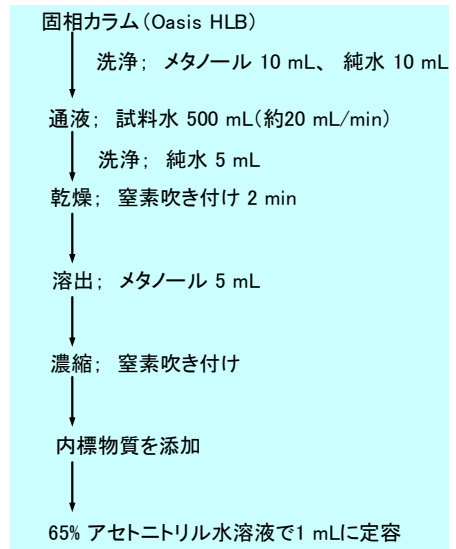 固相カラム（Oasis HLB）
洗浄； メタノール 10 mL、 純水 10 mL
通液； 試料水 500 mL（約20 mL/min）
洗浄； 純水 5 mL
乾燥； 窒素吹き付け 2 min
溶出； メタノール 5 mL
濃縮； 窒素吹き付け
内標物質を添加
65% アセトニトリル水溶液で1 mLに定容